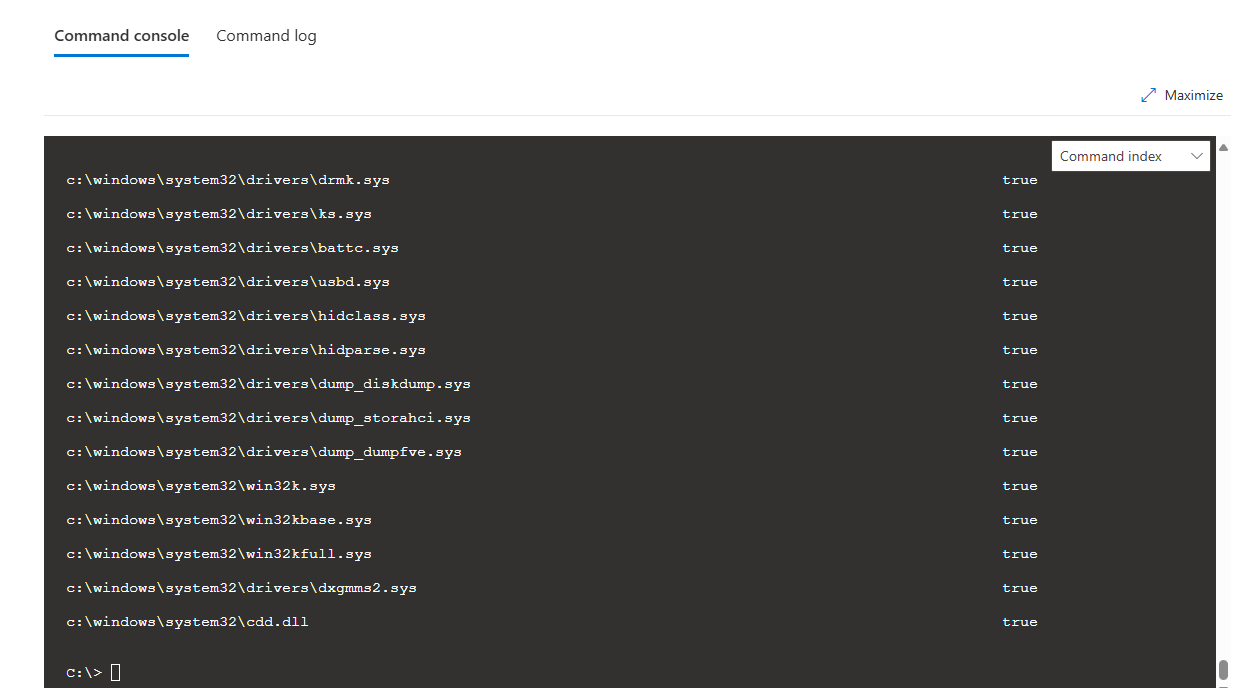 Command console Command log
Maximize
Command index
c:\windows\system32\drivers\drmk.sys true
c:\windows\system32\drivers\ks.sys true
c:\windows\system32\drivers\battc.sys true
c:\windows\system32\drivers\usbd.sys true
c:\windows\system32\drivers\hidclass.sys true
c:\windows\system32\drivers\hidparse.sys true
c:\windows\system32\drivers\dump_diskdump.sys true
c:\windows\system32\drivers\dump_storahci.sys true
c:\windows\system32\drivers\dump_dumpfve.sys true
c:\windows\system32\win32k.sys true
c:\windows\system32\win32kbase.sys true
c:\windows\system32\win32kfull.sys true
c:\windows\system32\drivers\dxgmms2.sys true
c:\windows\system32\cdd.dll true
C:\>